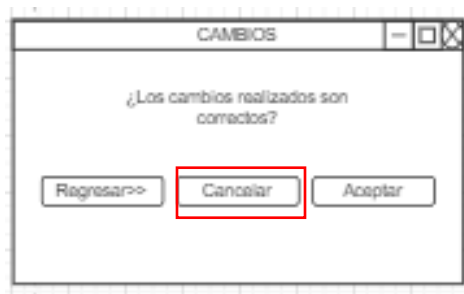 CAMBIOS
¿Los cambios realizados son
correctos?
Regresar>> Cancelar Aceptar